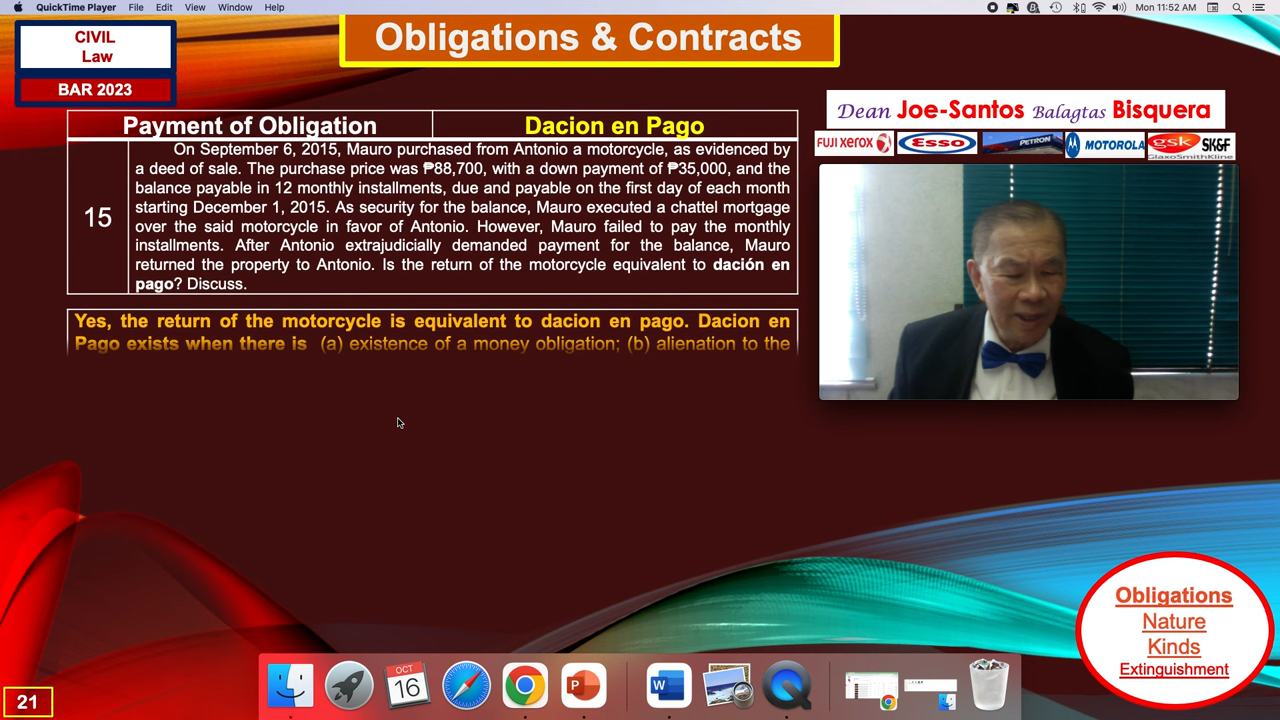 QuickTime Player File Edit View Window Help Mon 11:52 AM
Obligations & Contracts
CIVIL
Law
BAR 2023
Dean Joe-Santos Balagtas Bisquera
FUJI XEROX ESSO PETRON MOTOROLA gsk SK&F
GlaxoSmithKline
Payment of Obligation Dacion en Pago
15
On September 6, 2015, Mauro purchased from Antonio a motorcycle, as evidenced by
a deed of sale. The purchase price was ₱88,700, with a down payment of ₱35,000, and the
balance payable in 12 monthly installments, due and payable on the first day of each month
starting December 1, 2015. As security for the balance, Mauro executed a chattel mortgage
over the said motorcycle in favor of Antonio. However, Mauro failed to pay the monthly
installments. After Antonio extrajudicially demanded payment for the balance, Mauro
returned the property to Antonio. Is the return of the motorcycle equivalent to dación en
pago? Discuss.
Yes, the return of the motorcycle is equivalent to dacion en pago. Dacion en
Pago exists when there is (a) existence of a money obligation; (b) alienation to the
Obligations
Nature
Kinds
Extinguishment
OCT
16
21